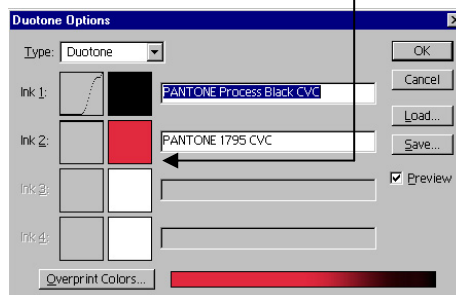 Duotone Options
Type: Duotone
OK
Ink 1: PANTONE Process Black CVC
Cancel
Load...
Ink 2: PANTONE 1795 CVC
Save...
Preview
Ink 3:
Ink 4:
Overprint Colors...